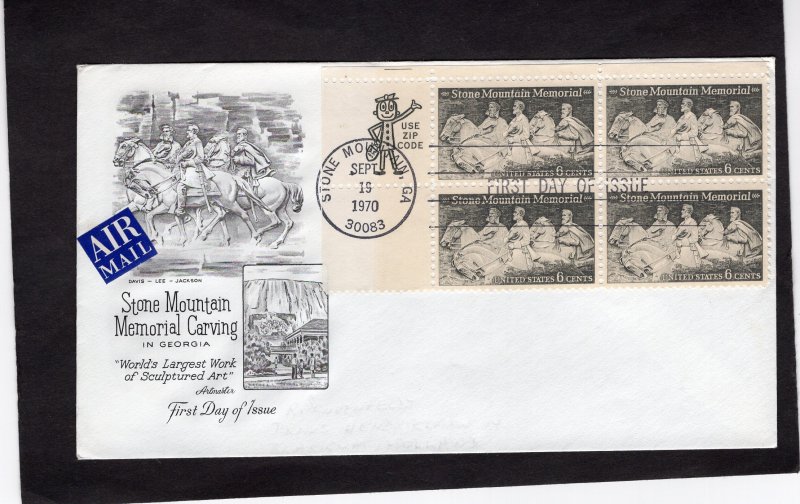 AIR
MAIL
DAVIS – LEE – JACKSON
Stone Mountain
Memorial Carving
IN GEORGIA
"World's Largest Work
of Sculptured Art"
Artmaster
First Day of Issue
USE
ZIP
CODE
STONE MOUNTAIN, GA
SEPT
19
1970
30083
FIRST DAY OF ISSUE
Stone Mountain Memorial
UNITED STATES 6 CENTS
Stone Mountain Memorial
UNITED STATES 6 CENTS
Stone Mountain Memorial
UNITED STATES 6 CENTS
Stone Mountain Memorial
UNITED STATES 6 CENTS